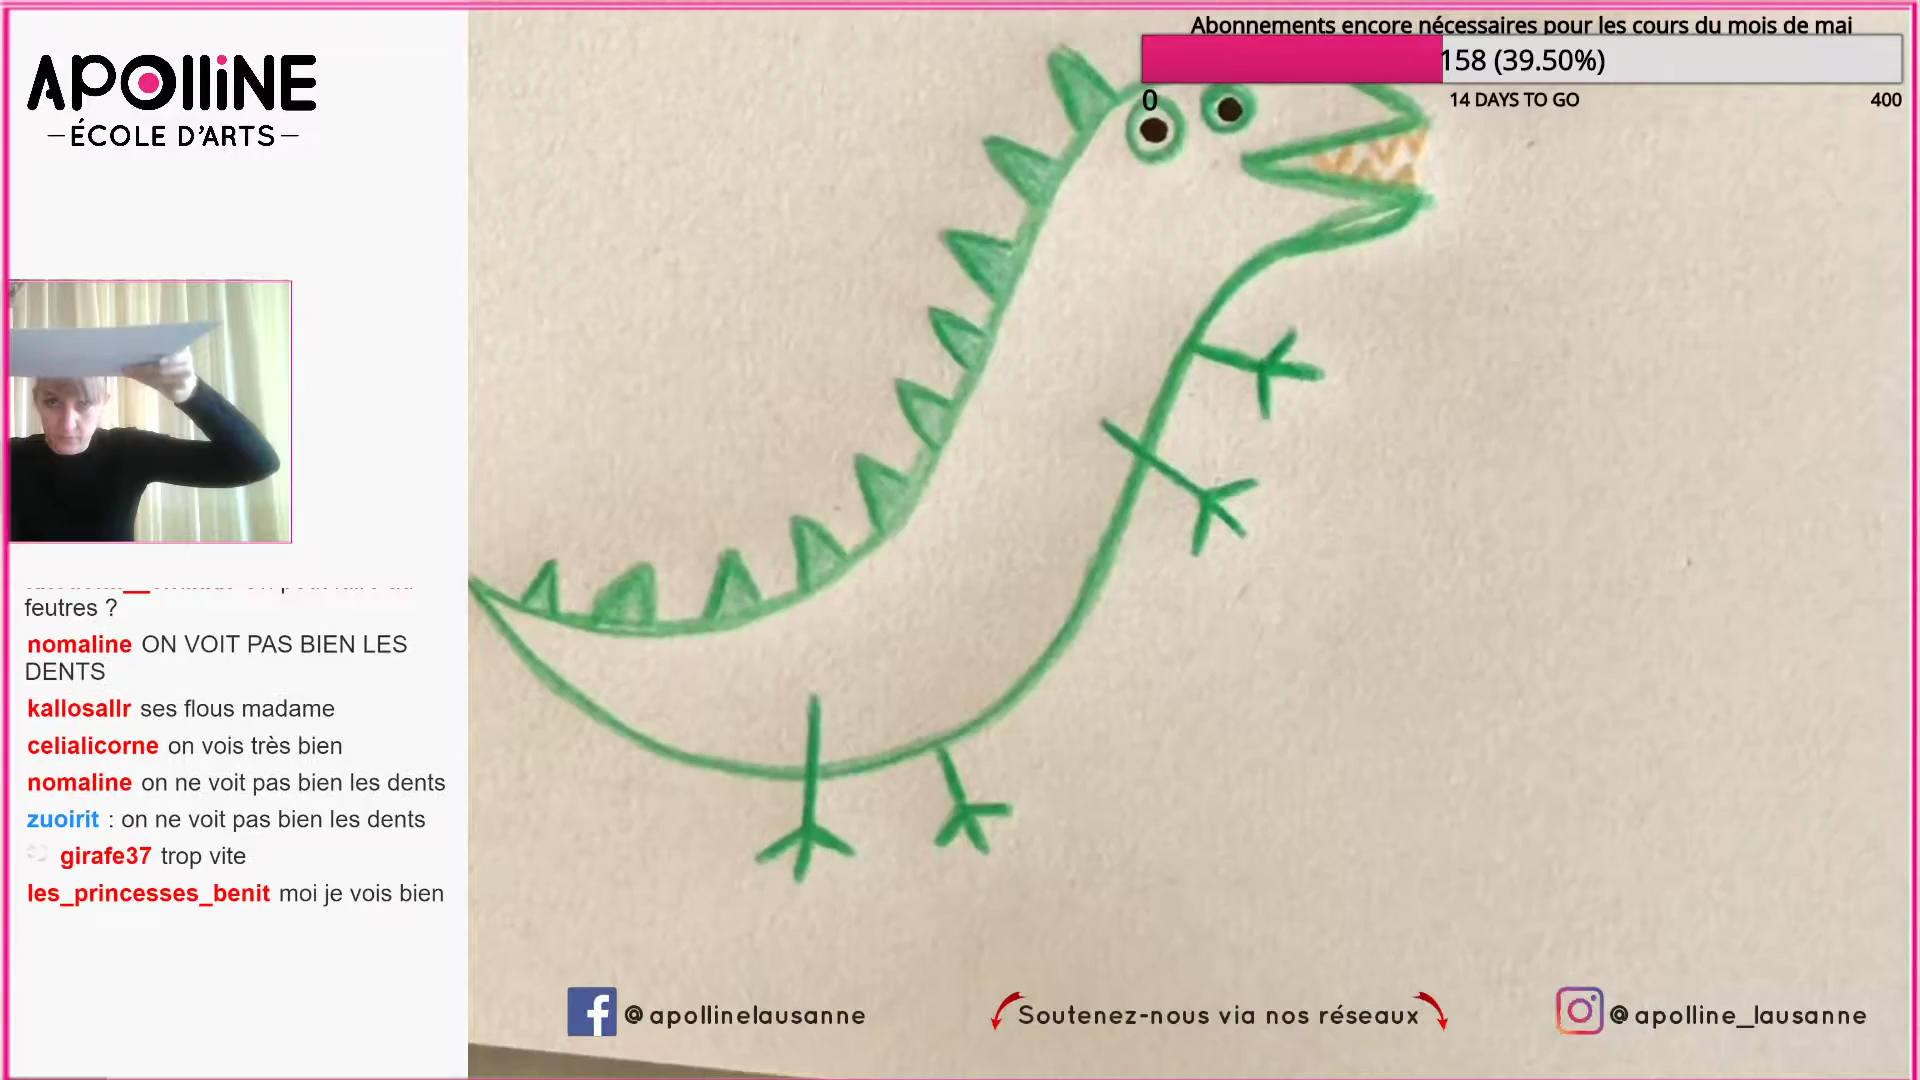 APOLLINE
ÉCOLE D'ARTS
Abonnements encore nécessaires pour les cours du mois de mai
158 (39.50%)
0
14 DAYS TO GO
400
feutres ?
nomaline ON VOIT PAS BIEN LES
DENTS
kallosallr ses flous madame
celialicorne on vois très bien
nomaline on ne voit pas bien les dents
zuoirit : on ne voit pas bien les dents
girafe37 trop vite
les_princesses_benit moi je vois bien
@apollinelausanne
Soutenez-nous via nos réseaux
@apolline_lausanne